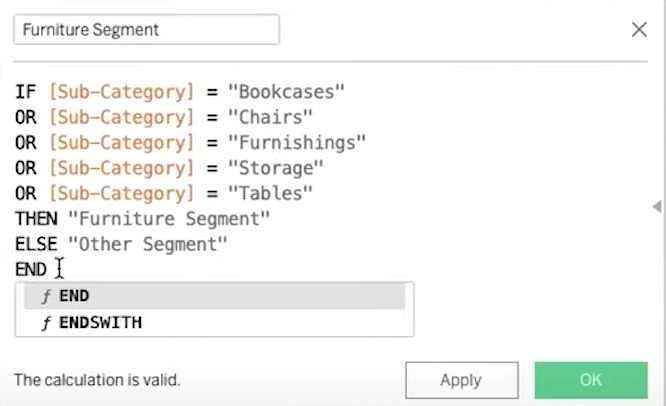 Furniture Segment
IF [Sub-Category] = "Bookcases"
OR [Sub-Category] = "Chairs"
OR [Sub-Category] = "Furnishings"
OR [Sub-Category] = "Storage"
OR [Sub-Category] = "Tables"
THEN "Furniture Segment"
ELSE "Other Segment"
END
f END
f ENDSWITH
The calculation is valid.
Apply
OK